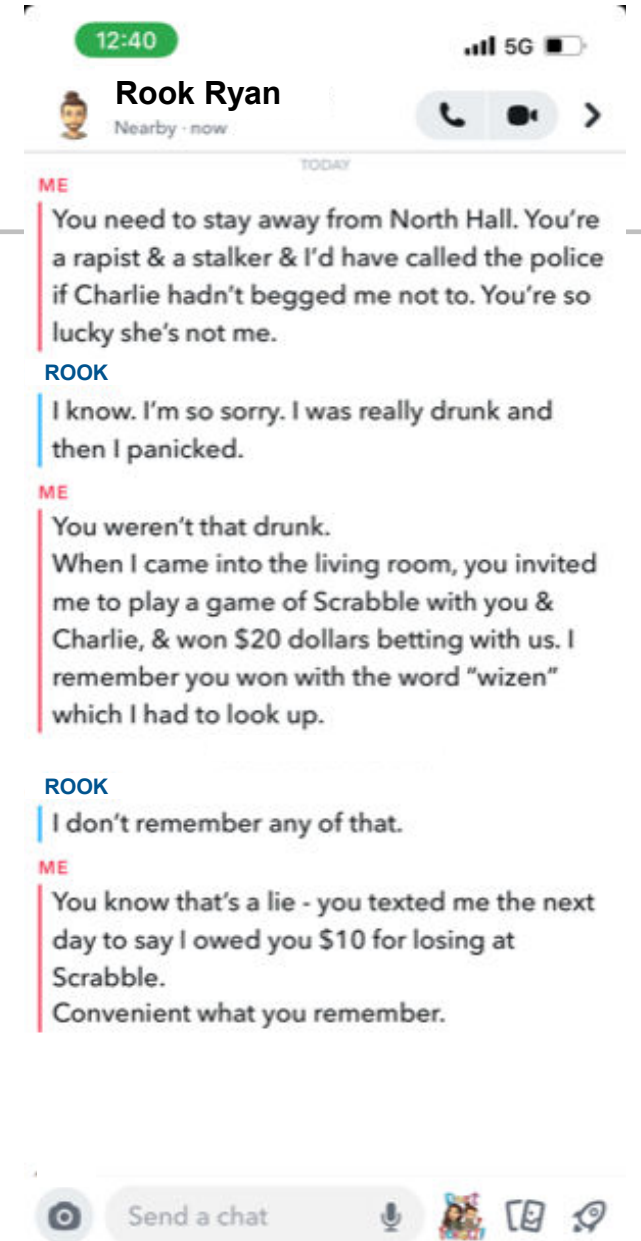 12:40
5G
Rook Ryan
Nearby · now
TODAY
ME
You need to stay away from North Hall. You're
a rapist & a stalker & I'd have called the police
if Charlie hadn't begged me not to. You're so
lucky she's not me.
ROOK
I know. I'm so sorry. I was really drunk and
then I panicked.
ME
You weren't that drunk.
When I came into the living room, you invited
me to play a game of Scrabble with you &
Charlie, & won $20 dollars betting with us. I
remember you won with the word "wizen"
which I had to look up.
ROOK
I don't remember any of that.
ME
You know that's a lie - you texted me the next
day to say I owed you $10 for losing at
Scrabble.
Convenient what you remember.
Send a chat